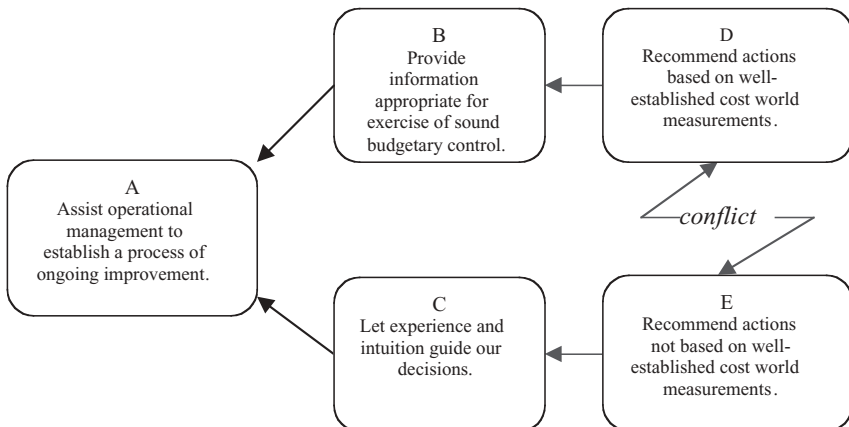 B
Provide
information
appropriate for
exercise of sound
budgetary control.
D
Recommend actions
based on well-
established cost world
measurements.
A
Assist operational
management to
establish a process of
ongoing improvement.
conflict
C
Let experience and
intuition guide our
decisions.
E
Recommend actions
not based on well-
established cost world
measurements.